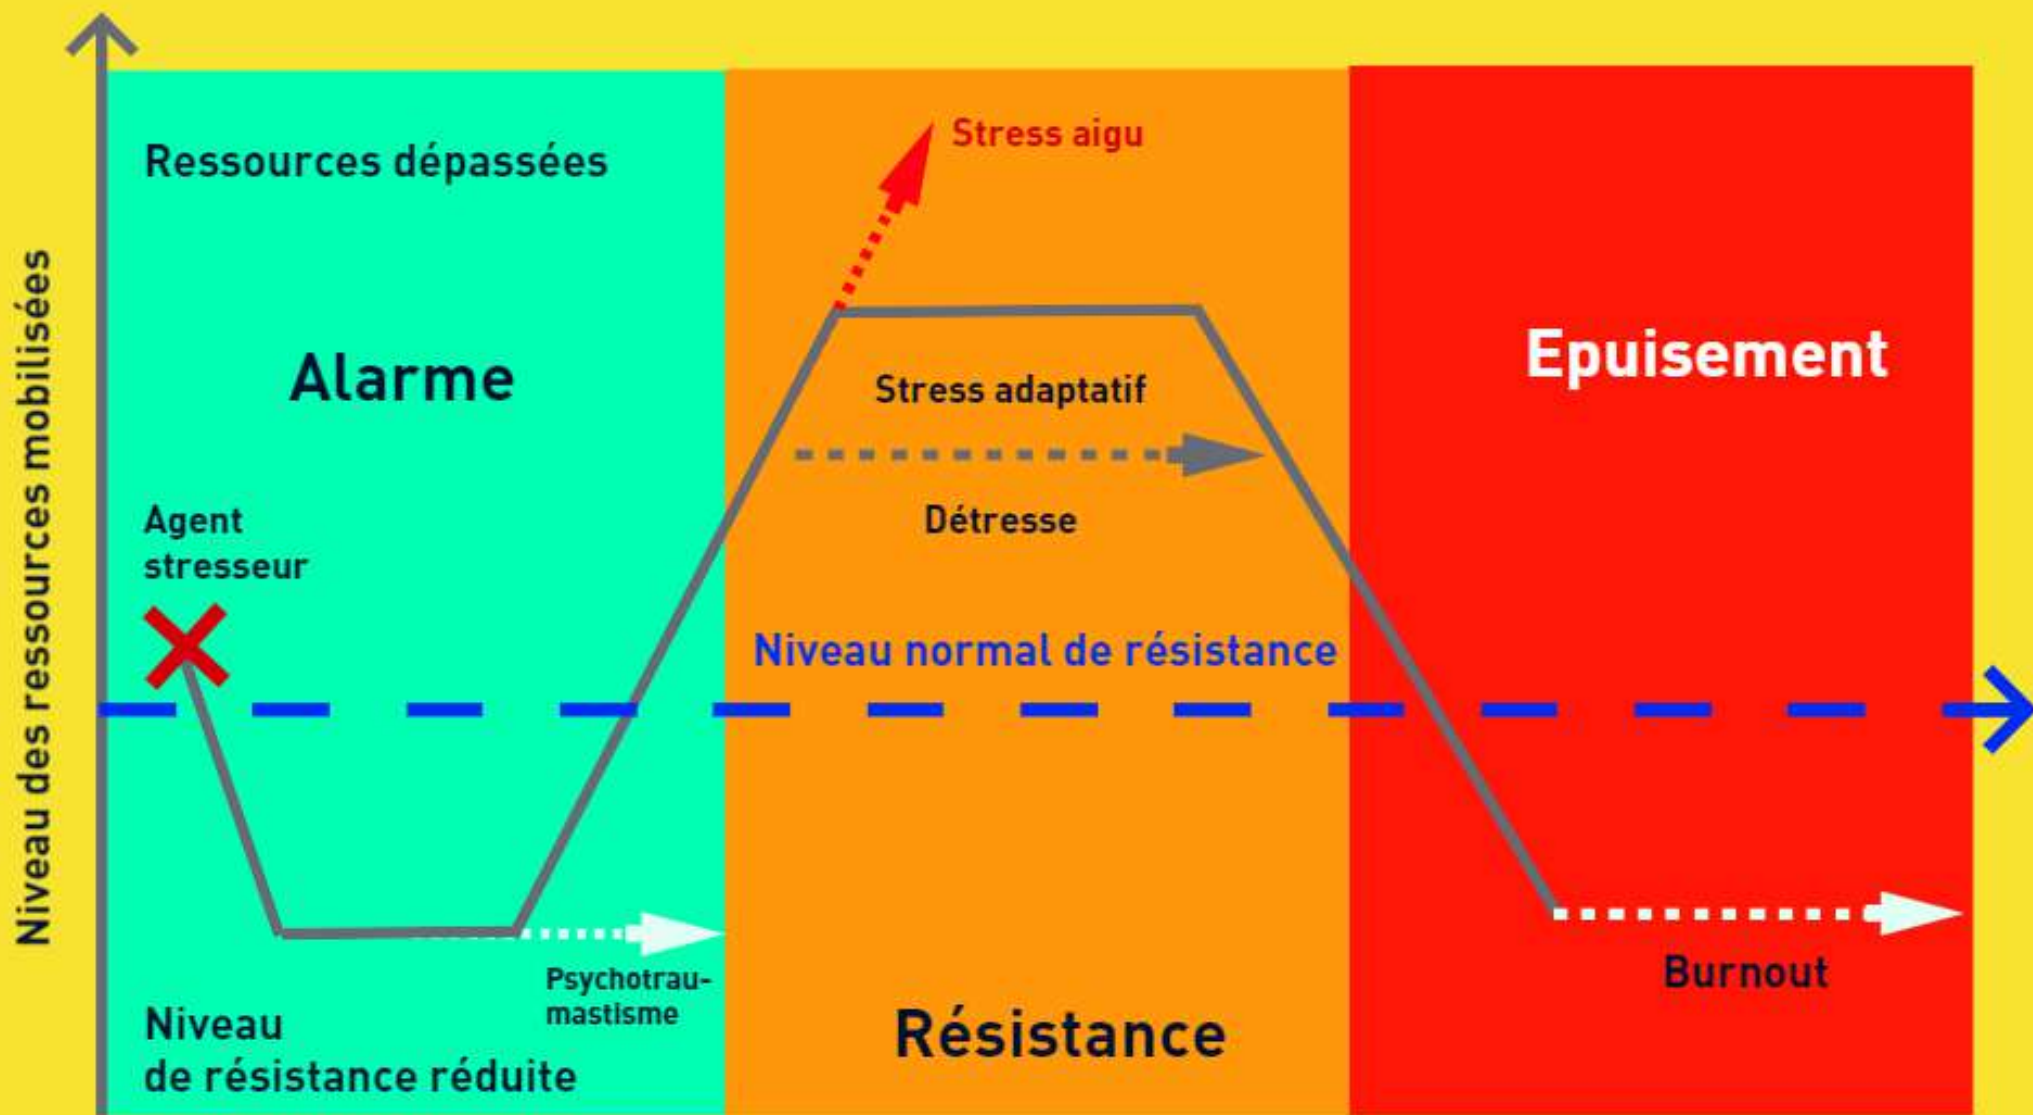 Niveau des ressources mobilisées
Ressources dépassées
Alarme
Agent
stresseur
Psychotrau-
mastisme
Niveau
de résistance réduite
Stress aigu
Stress adaptatif
Détresse
Niveau normal de résistance
Résistance
Epuisement
Burnout